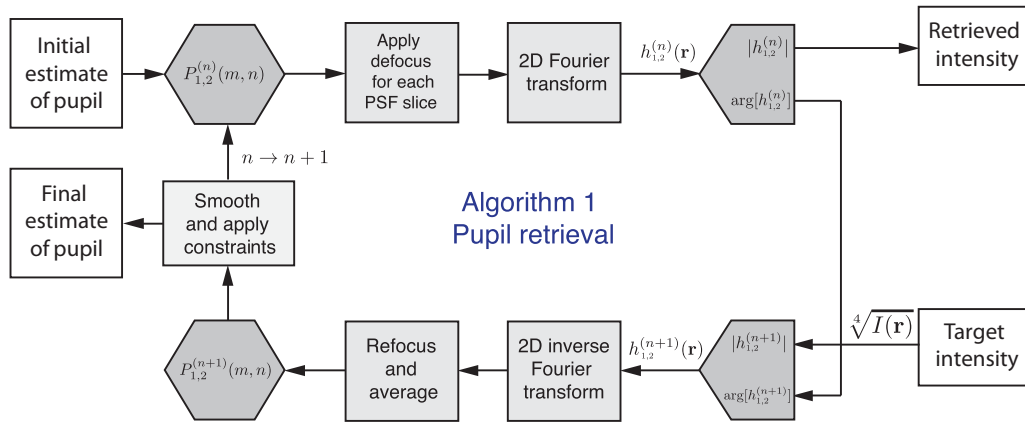 Initial
estimate
of pupil
P_{1,2}^{(n)}(m, n)
Apply
defocus
for each
PSF slice
2D Fourier
transform
h_{1,2}^{(n)}(r)
|h_{1,2}^{(n)}|
arg[h_{1,2}^{(n)}]
Retrieved
intensity
n → n + 1
Final
estimate
of pupil
Smooth
and apply
constraints
Algorithm 1
Pupil retrieval
P_{1,2}^{(n+1)}(m, n)
Refocus
and
average
2D inverse
Fourier
transform
h_{1,2}^{(n+1)}(r)
|h_{1,2}^{(n+1)}|
arg[h_{1,2}^{(n+1)}]
∜I(r)
Target
intensity